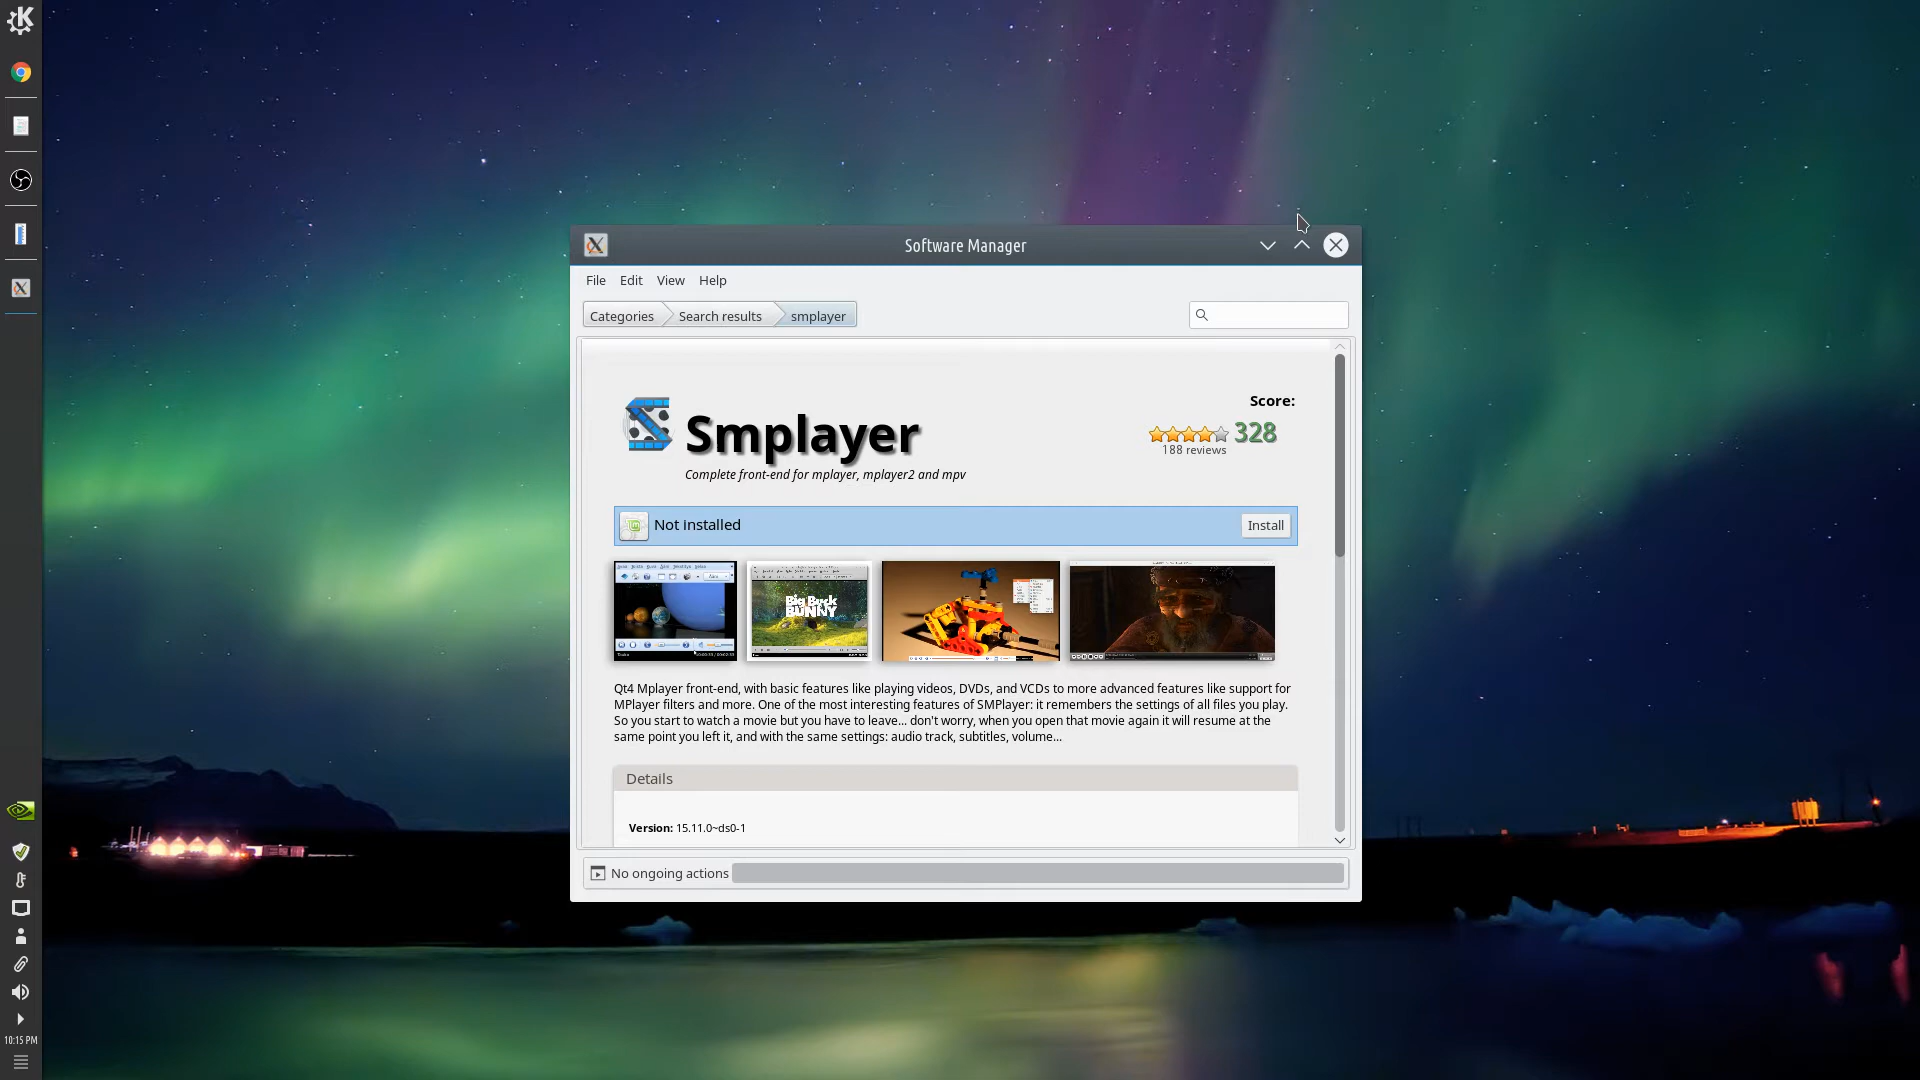 Software Manager
File Edit View Help
Categories Search results smplayer
Score:
Smplayer
328
188 reviews
Complete front-end for mplayer, mplayer2 and mpv
Not installed
Install
Big Buck
BUNNY
Qt4 Mplayer front-end, with basic features like playing videos, DVDs, and VCDs to more advanced features like support for
MPlayer filters and more. One of the most interesting features of SMPlayer: it remembers the settings of all files you play.
So you start to watch a movie but you have to leave... don't worry, when you open that movie again it will resume at the
same point you left it, and with the same settings: audio track, subtitles, volume...
Details
Version: 15.11.0~ds0-1
No ongoing actions
10:15 PM